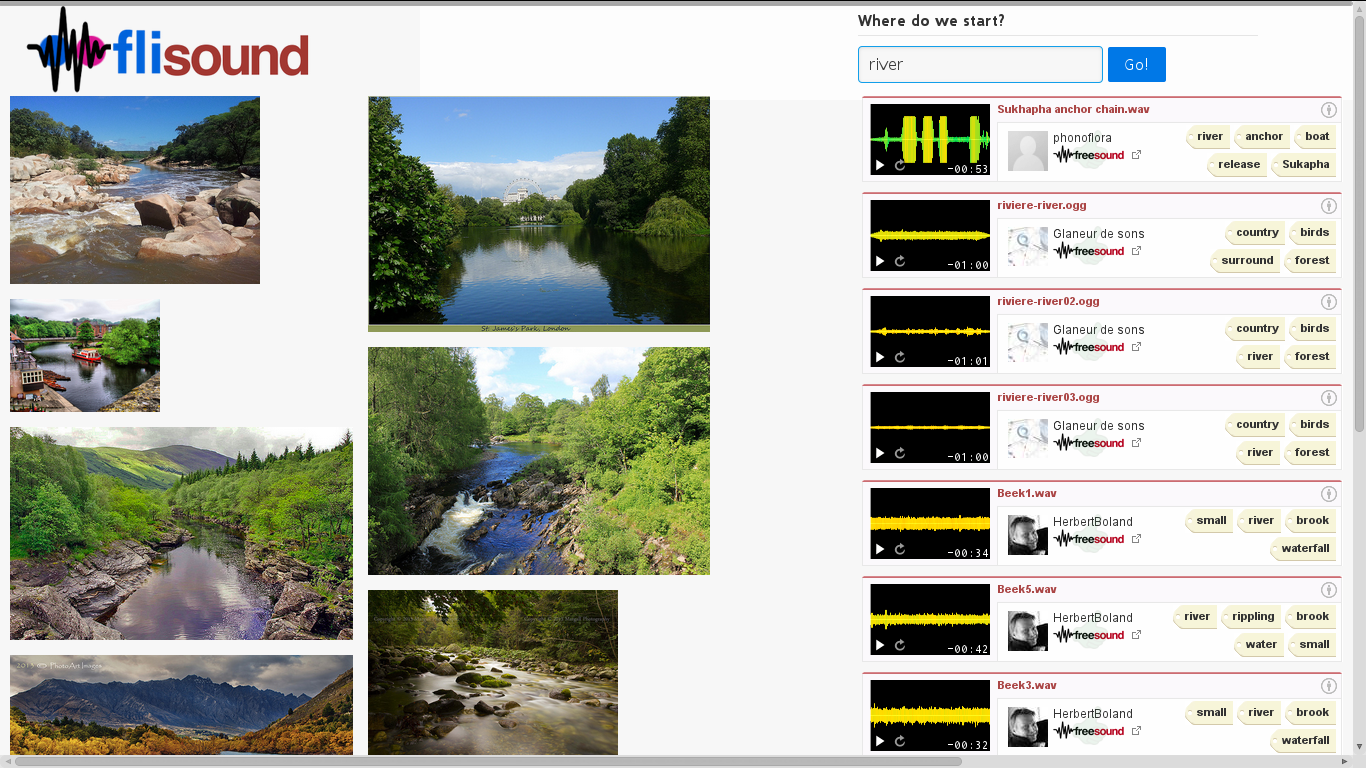 flisound
Where do we start?
river
Go!
St. James's Park, London
2013 © PhotoArt Images
Sukhapha anchor chain.wav
-00:53
phonoflora
freesound
river anchor boat
release Sukapha
riviere-river.ogg
-01:00
Glaneur de sons
freesound
country birds
surround forest
riviere-river02.ogg
-01:01
Glaneur de sons
freesound
country birds
river forest
riviere-river03.ogg
-01:00
Glaneur de sons
freesound
country birds
river forest
Beek1.wav
-00:34
HerbertBoland
freesound
small river brook
waterfall
Beek5.wav
-00:42
HerbertBoland
freesound
river rippling brook
water small
Beek3.wav
-00:32
HerbertBoland
freesound
small river brook
waterfall